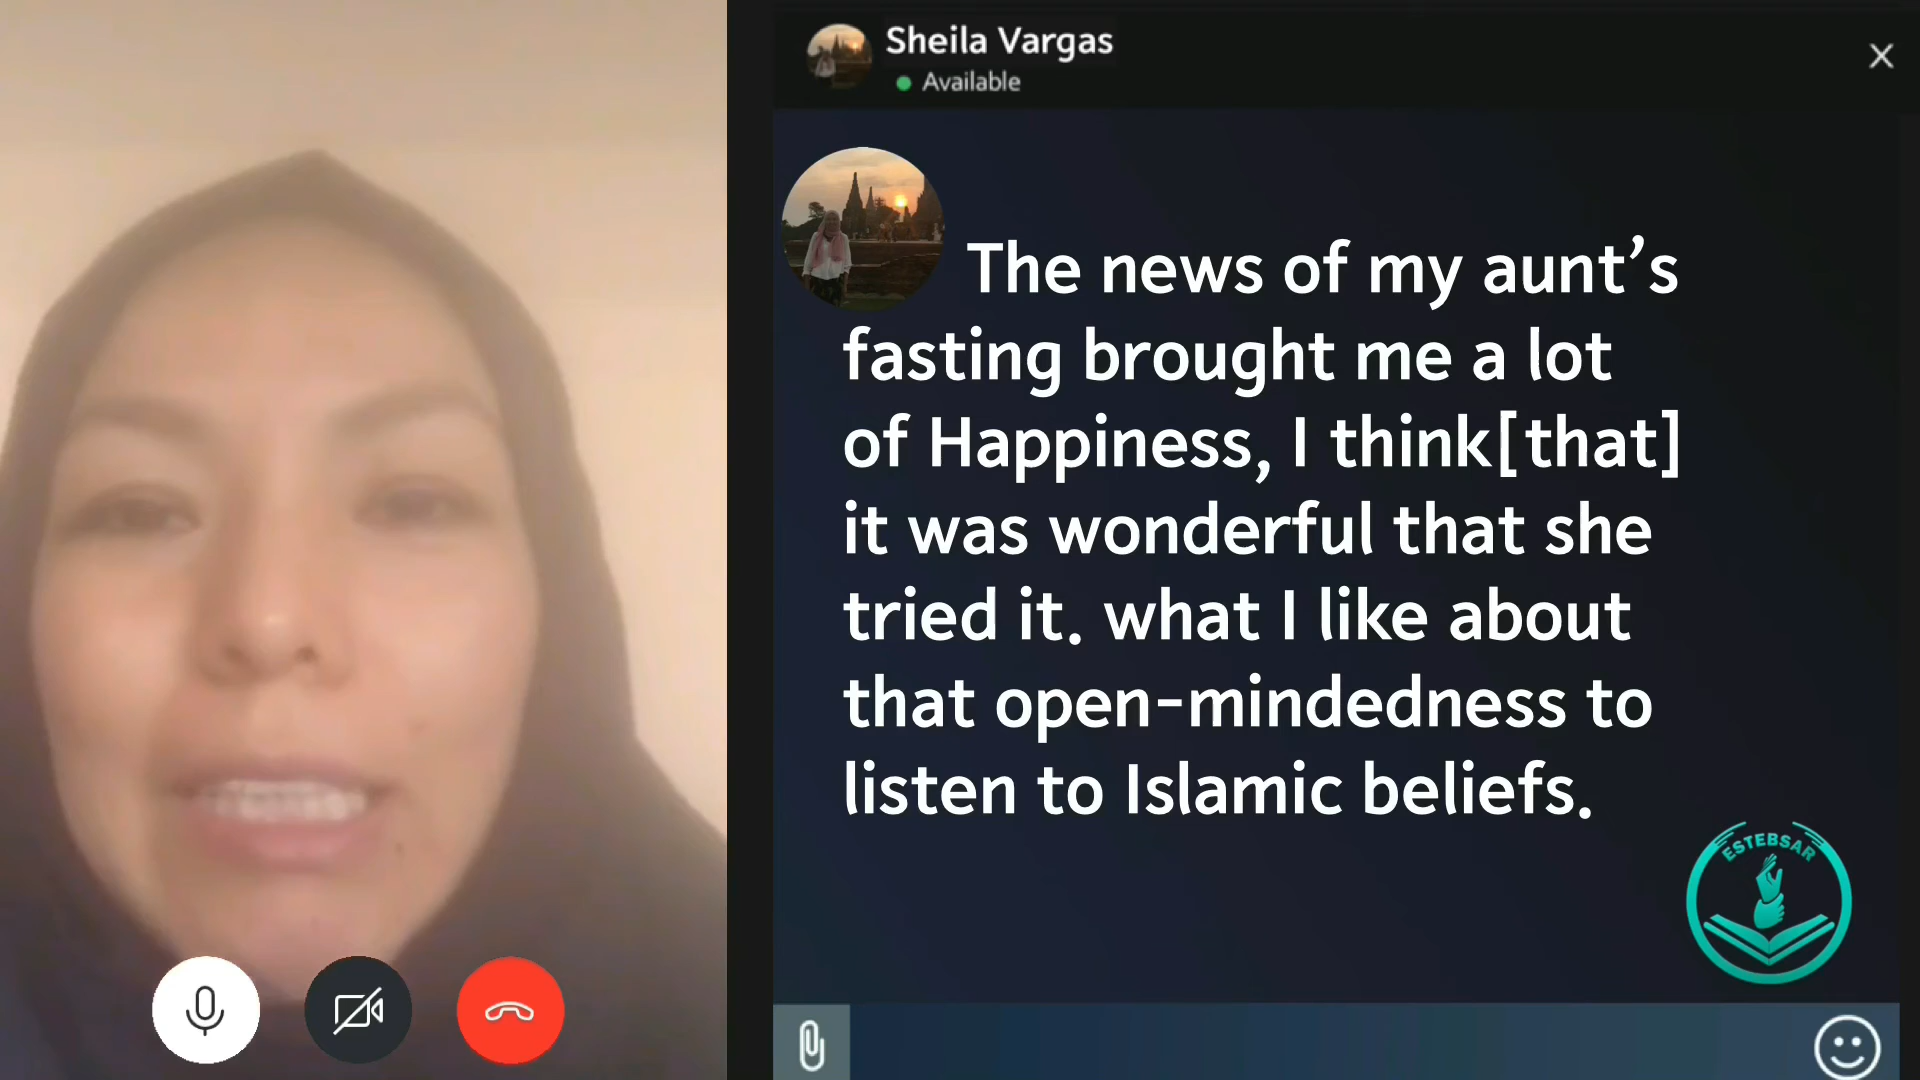 Sheila Vargas
Available
The news of my aunt’s
fasting brought me a lot
of Happiness, I think[that]
it was wonderful that she
tried it. what I like about
that open-mindedness to
listen to Islamic beliefs.
ESTEBSAR